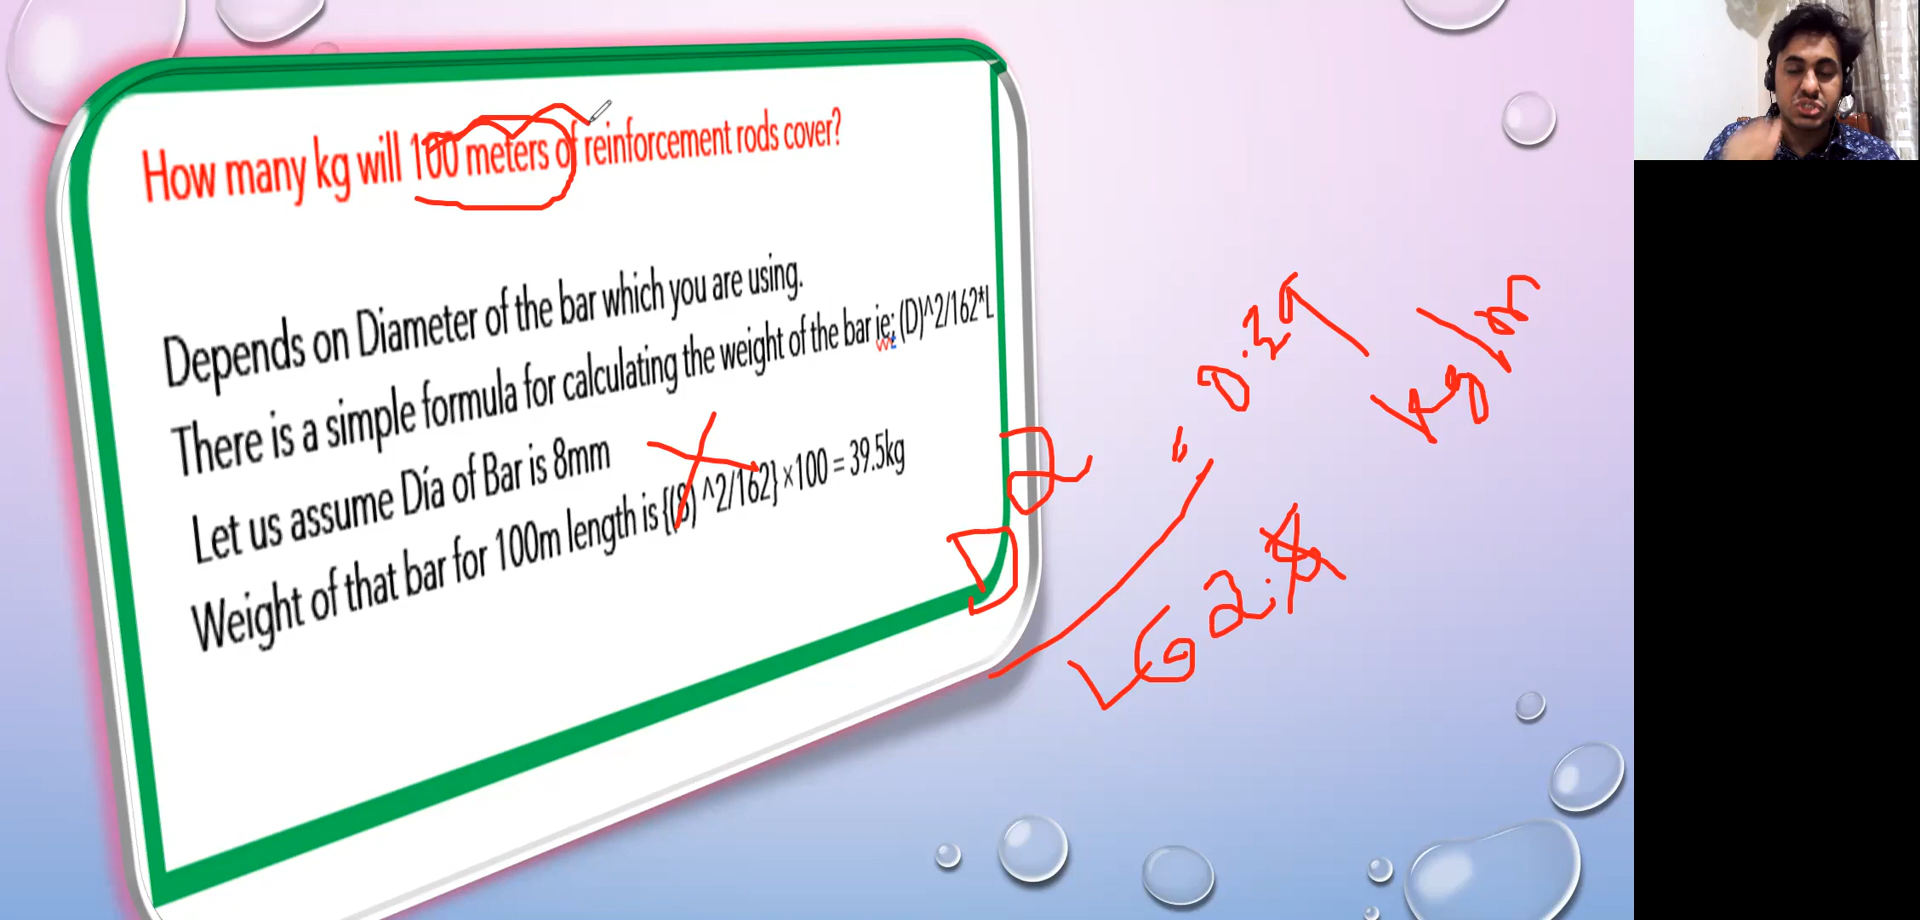 How many kg will 100 meters of reinforcement rods cover?
Depends on Diameter of the bar which you are using.
There is a simple formula for calculating the weight of the bar ie; (D)^2/162*L
Let us assume Día of Bar is 8mm
Weight of that bar for 100m length is {(8) ^2/162} ×100 = 39.5kg
D2
162.
0.39
kg/m